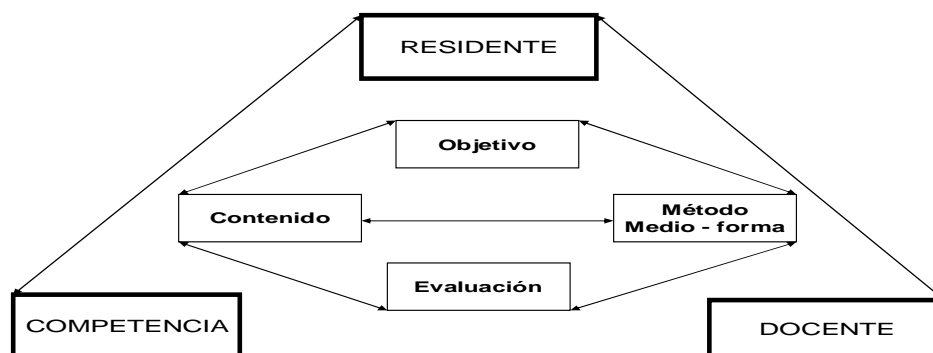 RESIDENTE
Objetivo
Contenido
Método
Medio - forma
Evaluación
COMPETENCIA
DOCENTE